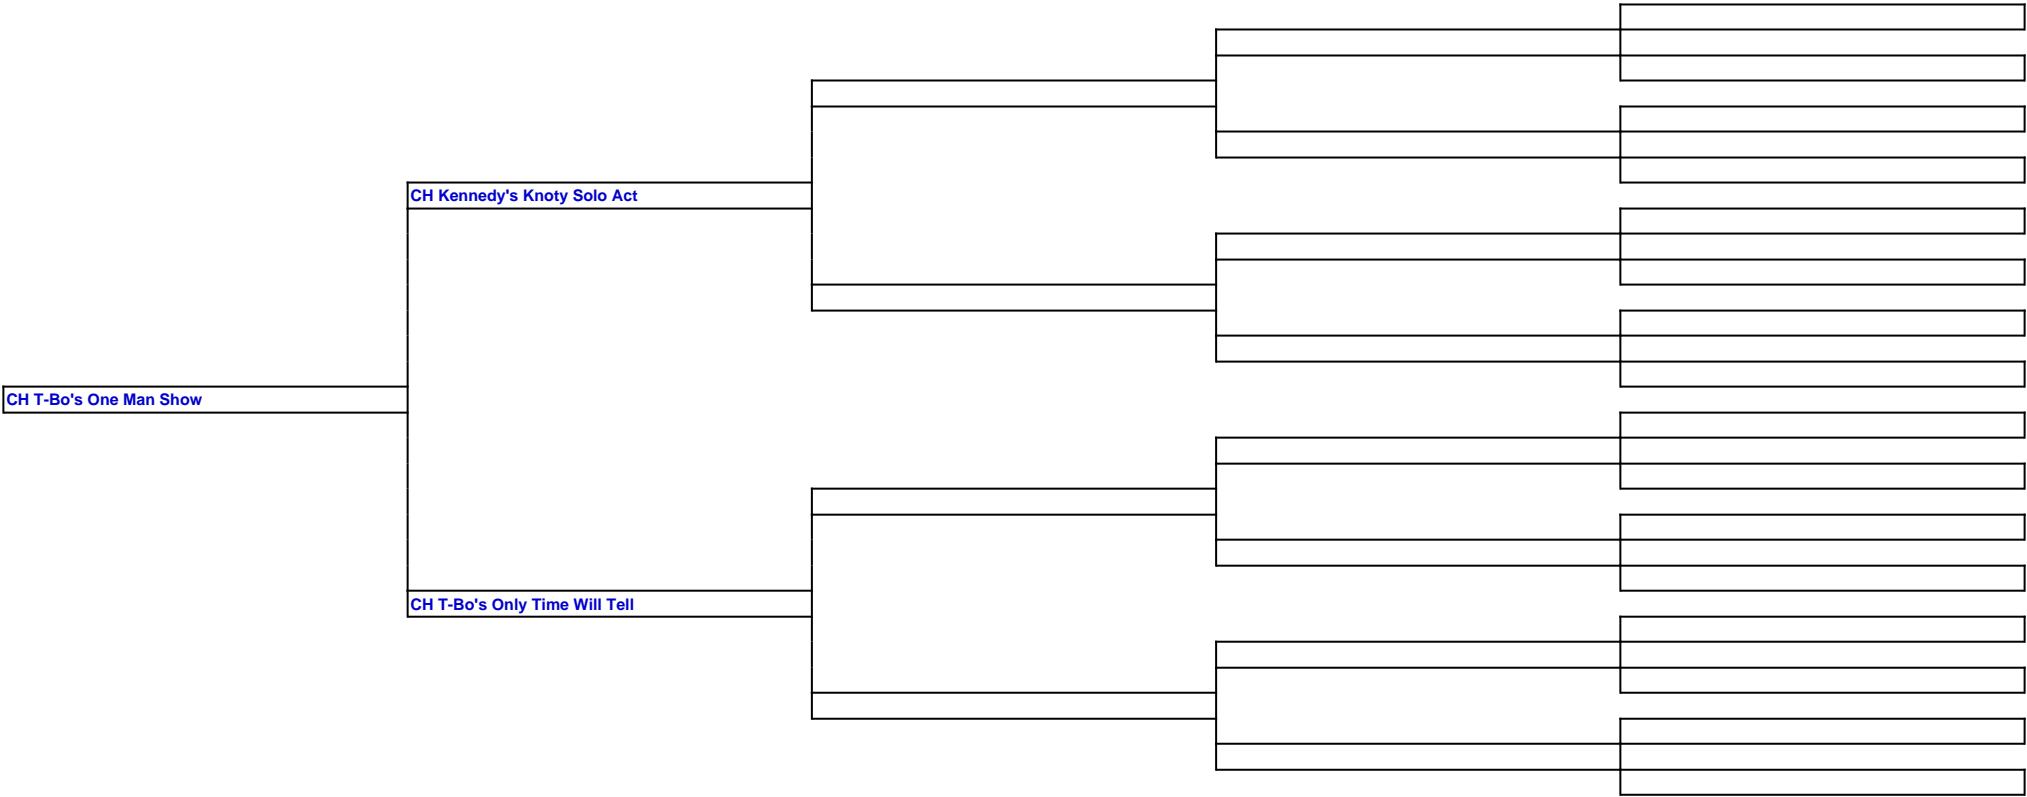 CH Kennedy's Knoty Solo Act
CH T-Bo's One Man Show
CH T-Bo's Only Time Will Tell